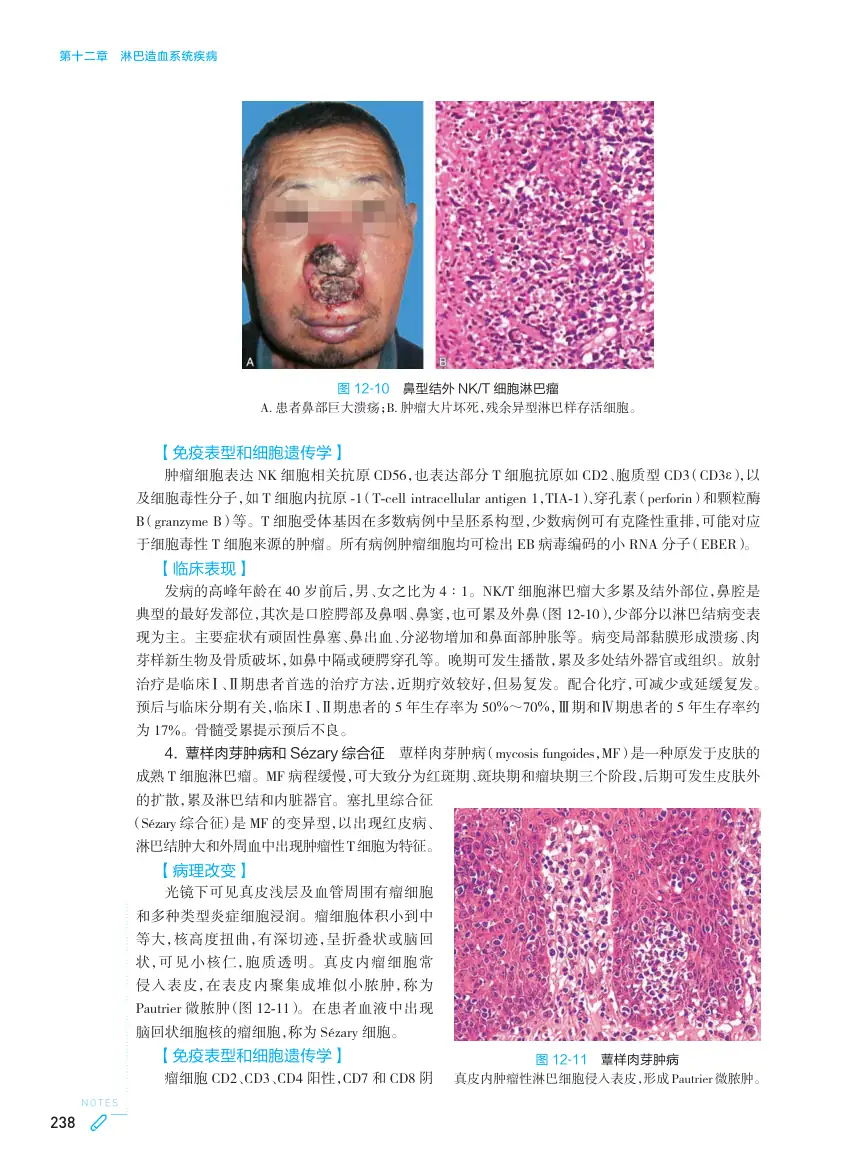 第十二章 淋巴造血系统疾病
A
B
图 12-10 鼻型结外 NK/T 细胞淋巴瘤
A. 患者鼻部巨大溃疡;B. 肿瘤大片坏死,残余异型淋巴样存活细胞。
【免疫表型和细胞遗传学】
肿瘤细胞表达 NK 细胞相关抗原 CD56,也表达部分 T 细胞抗原如 CD2、胞质型 CD3(CD3ε),以
及细胞毒性分子,如 T 细胞内抗原 -1(T-cell intracellular antigen 1,TIA-1)、穿孔素(perforin)和颗粒酶
B(granzyme B)等。T 细胞受体基因在多数病例中呈胚系构型,少数病例可有克隆性重排,可能对应
于细胞毒性 T 细胞来源的肿瘤。所有病例肿瘤细胞均可检出 EB 病毒编码的小 RNA 分子(EBER)。
【临床表现】
发病的高峰年龄在 40 岁前后,男、女之比为 4∶1。NK/T 细胞淋巴瘤大多累及结外部位,鼻腔是
典型的最好发部位,其次是口腔腭部及鼻咽、鼻窦,也可累及外鼻(图 12-10),少部分以淋巴结病变表
现为主。主要症状有顽固性鼻塞、鼻出血、分泌物增加和鼻面部肿胀等。病变局部黏膜形成溃疡、肉
芽样新生物及骨质破坏,如鼻中隔或硬腭穿孔等。晚期可发生播散,累及多处结外器官或组织。放射
治疗是临床Ⅰ、Ⅱ期患者首选的治疗方法,近期疗效较好,但易复发。配合化疗,可减少或延缓复发。
预后与临床分期有关,临床Ⅰ、Ⅱ期患者的 5 年生存率为 50%~70%,Ⅲ期和Ⅳ期患者的 5 年生存率约
为 17%。骨髓受累提示预后不良。
4. 蕈样肉芽肿病和 Sézary 综合征 蕈样肉芽肿病(mycosis fungoides,MF)是一种原发于皮肤的
成熟 T 细胞淋巴瘤。MF 病程缓慢,可大致分为红斑期、斑块期和瘤块期三个阶段,后期可发生皮肤外
的扩散,累及淋巴结和内脏器官。塞扎里综合征
(Sézary 综合征)是 MF 的变异型,以出现红皮病、
淋巴结肿大和外周血中出现肿瘤性T细胞为特征。
【病理改变】
光镜下可见真皮浅层及血管周围有瘤细胞
和多种类型炎症细胞浸润。瘤细胞体积小到中
等大,核高度扭曲,有深切迹,呈折叠状或脑回
状,可见小核仁,胞质透明。真皮内瘤细胞常
侵入表皮,在表皮内聚集成堆似小脓肿,称为
Pautrier 微脓肿(图 12-11)。在患者血液中出现
脑回状细胞核的瘤细胞,称为 Sézary 细胞。
【免疫表型和细胞遗传学】
瘤细胞 CD2、CD3、CD4 阳性,CD7 和 CD8 阴
图 12-11 蕈样肉芽肿病
真皮内肿瘤性淋巴细胞侵入表皮,形成 Pautrier 微脓肿。
NOTES
238